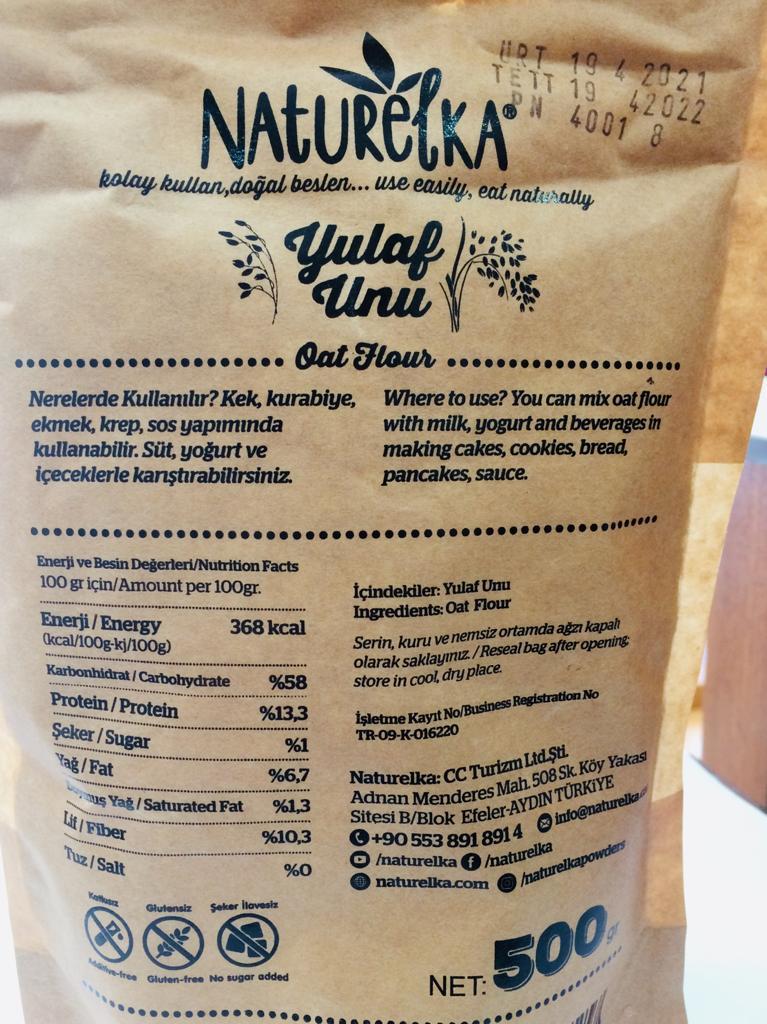 ÜRT 19 4 2021
TETT 19 42022
PN 4001 8
NAtURelKA®
kolay kullan,doğal beslen... use easily, eat naturally
Yulaf
Unu
Oat Flour
Nerelerde Kullanılır? Kek, kurabiye,
ekmek, krep, sos yapımında
kullanabilir. Süt, yoğurt ve
içeceklerle karıştırabilirsiniz.
Where to use? You can mix oat flour
with milk, yogurt and beverages in
making cakes, cookies, bread,
pancakes, sauce.
Enerji ve Besin Değerleri/Nutrition Facts
100 gr için/Amount per 100gr.
Enerji / Energy 368 kcal
(kcal/100g-kj/100g)
Karbonhidrat / Carbohydrate %58
Protein / Protein %13,3
Şeker / Sugar %1
Yağ / Fat %6,7
Yağ / Saturated Fat %1,3
Lif / Fiber %10,3
Tuz / Salt %0
İçindekiler: Yulaf Unu
Ingredients: Oat Flour
Serin, kuru ve nemsiz ortamda ağzı kapalı
olarak saklayınız. / Reseal bag after opening;
store in cool, dry place.
İşletme Kayıt No/Business Registration No
TR-09-K-016220
Naturelka: CC Turizm Ltd.Şti.
Adnan Menderes Mah. 508 Sk. Köy Yakası
Sitesi B/Blok Efeler-AYDIN TÜRKİYE
+90 553 891 891 4 info@naturelka
/naturelka /naturelka
naturelka.com /naturelkapowders
Katkısız Glutensiz Şeker İlavesiz
Additive-free Gluten-free No sugar added
NET: 500 gr